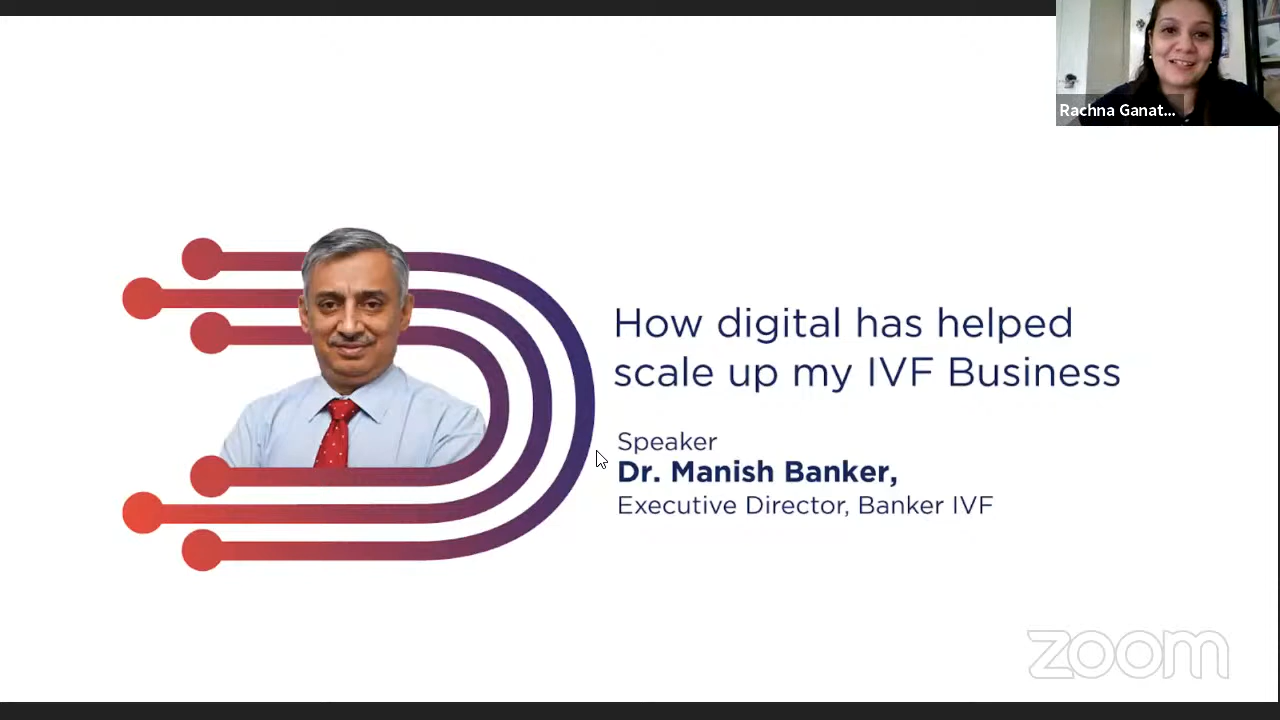 Rachna Ganat...
How digital has helped
scale up my IVF Business
Speaker
Dr. Manish Banker,
Executive Director, Banker IVF
zoom